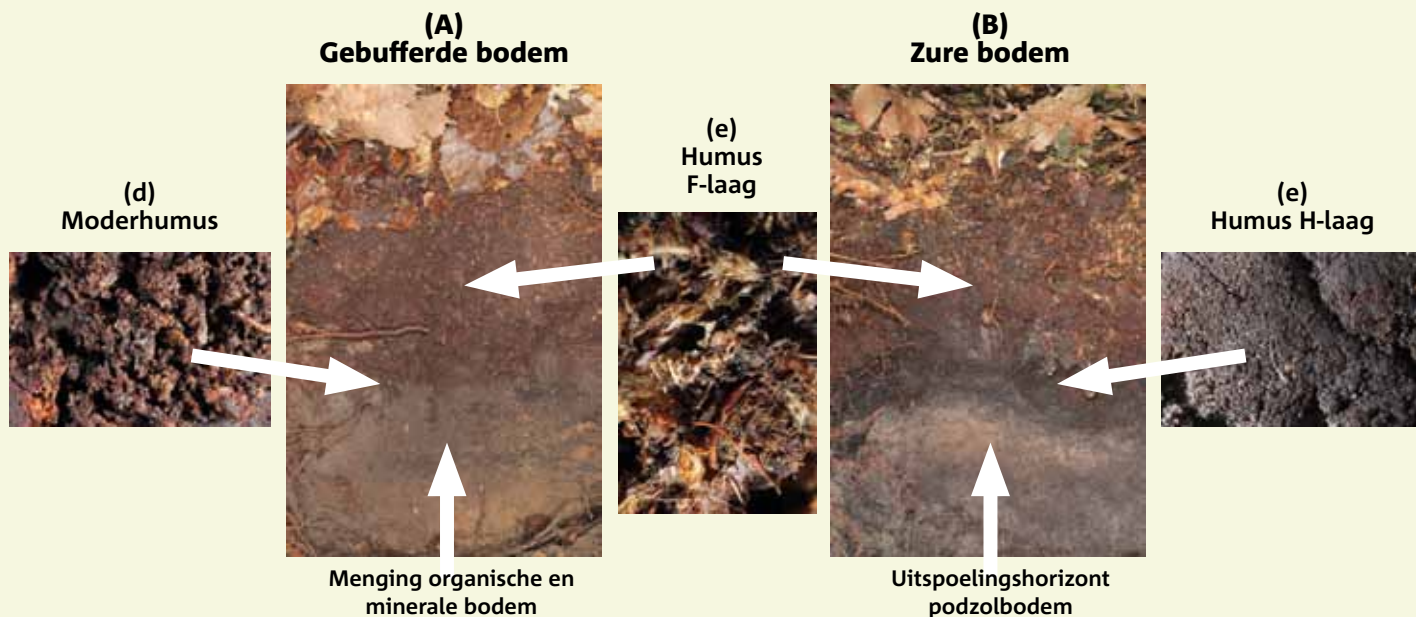 (A)
Gebufferde bodem
(B)
Zure bodem
(e)
Humus
F-laag
(d)
Moderhumus
(e)
Humus H-laag
Menging organische en
minerale bodem
Uitspoelingshorizont
podzolbodem